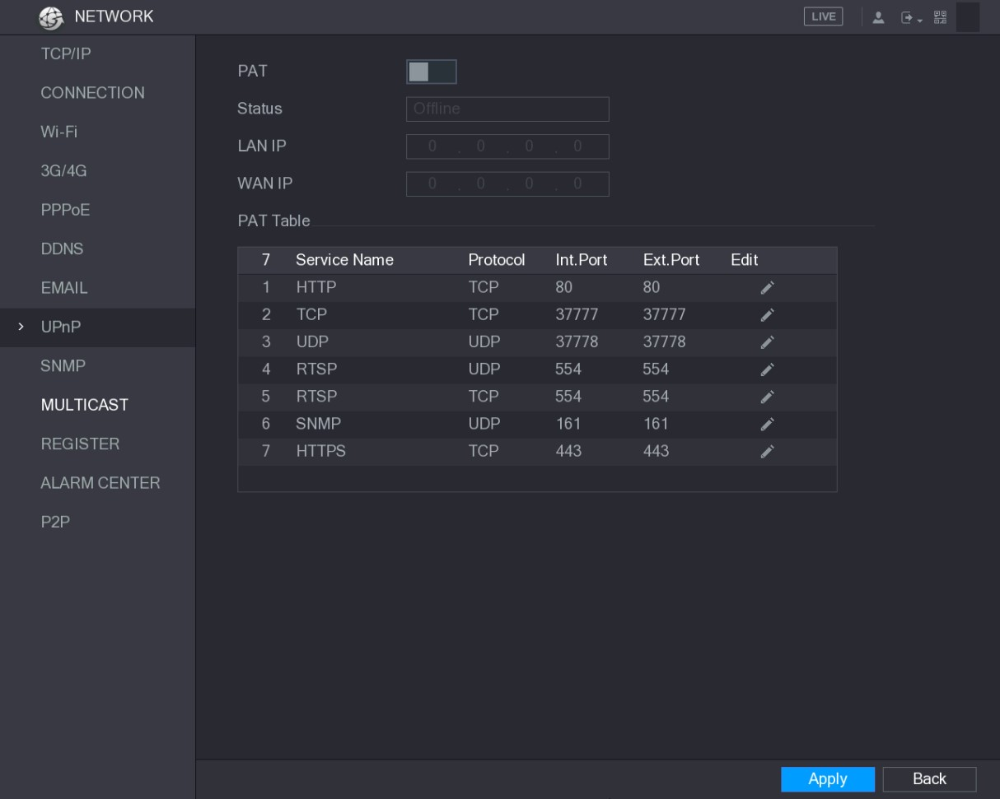 NETWORK
LIVE
TCP/IP
CONNECTION
Wi-Fi
3G/4G
PPPoE
DDNS
EMAIL
UPnP
SNMP
MULTICAST
REGISTER
ALARM CENTER
P2P
PAT
Status Offline
LAN IP 0 . 0 . 0 . 0
WAN IP 0 . 0 . 0 . 0
PAT Table
7 Service Name Protocol Int.Port Ext.Port Edit
1 HTTP TCP 80 80
2 TCP TCP 37777 37777
3 UDP UDP 37778 37778
4 RTSP UDP 554 554
5 RTSP TCP 554 554
6 SNMP UDP 161 161
7 HTTPS TCP 443 443
Apply Back